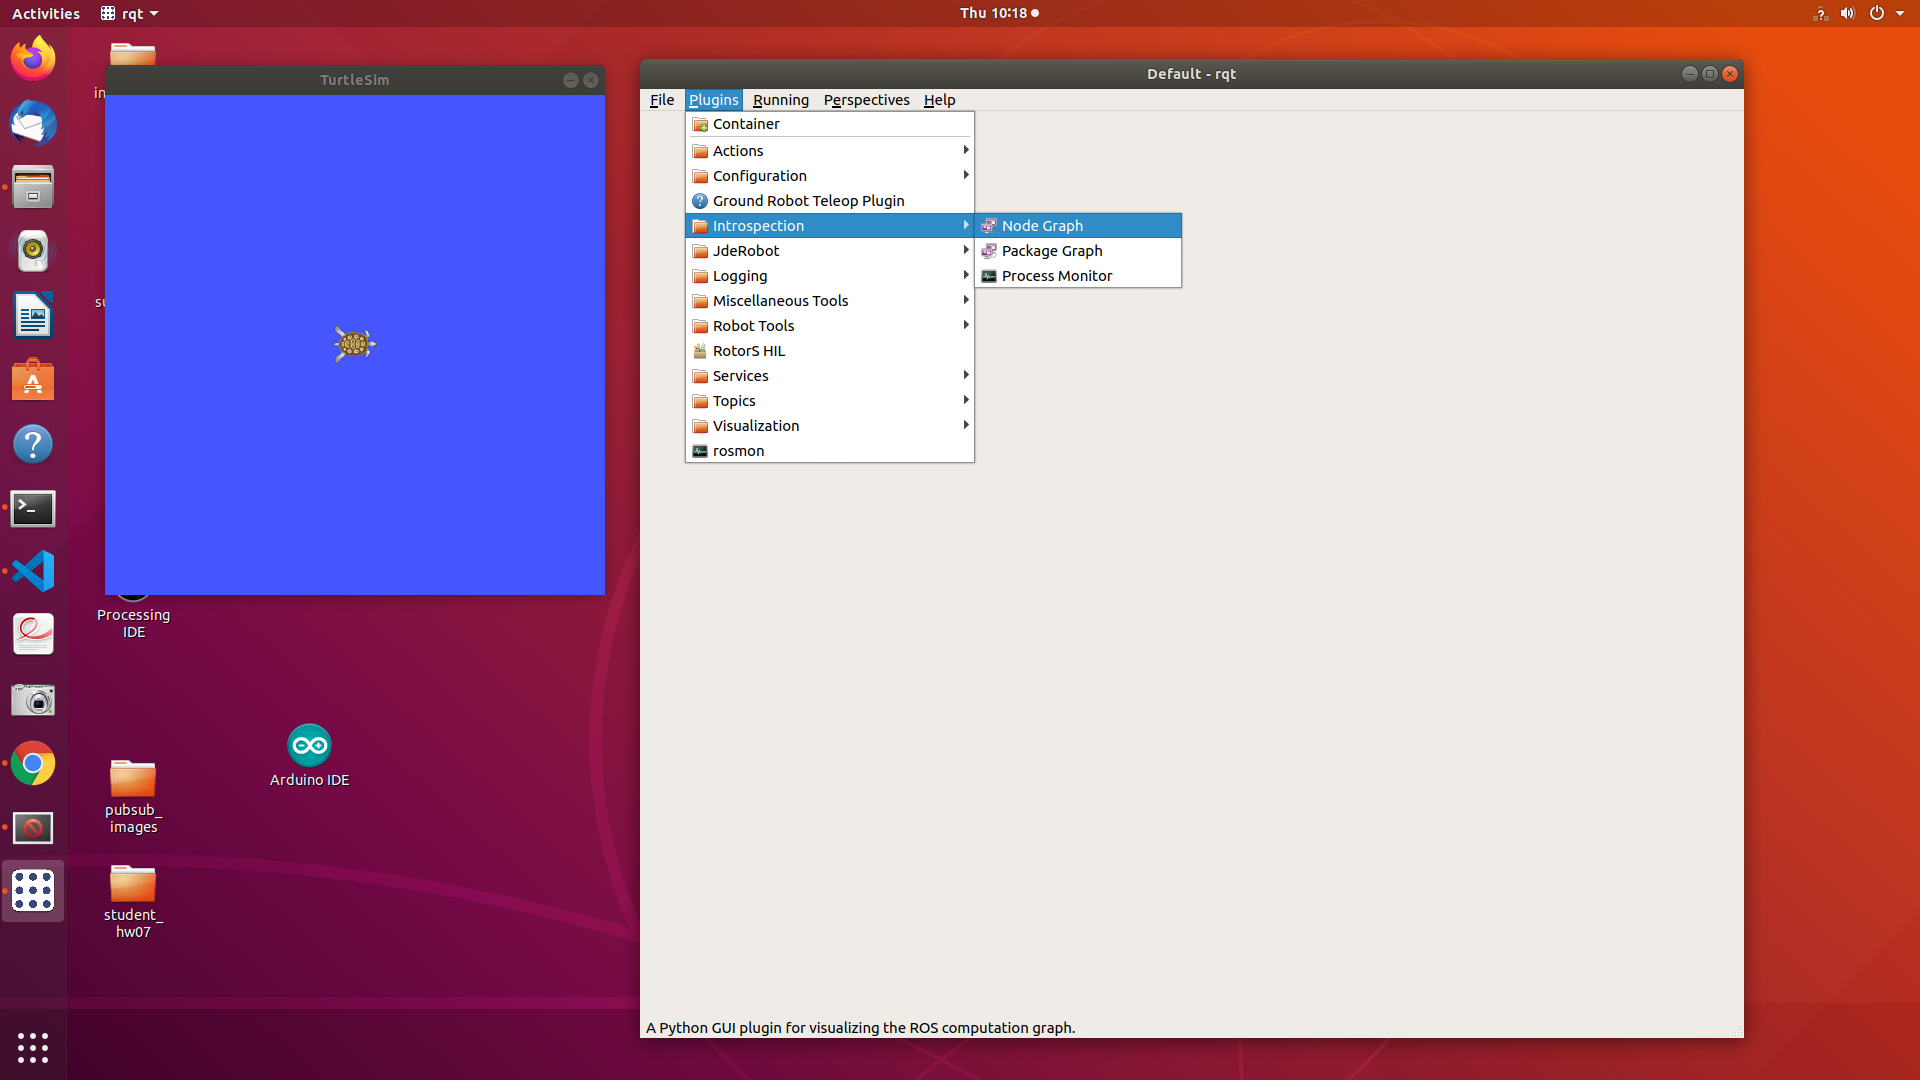 Activities
rqt
Thu 10:18
TurtleSim
Default - rqt
File Plugins Running Perspectives Help
Container
Actions
Configuration
Ground Robot Teleop Plugin
Introspection
Node Graph
JdeRobot
Package Graph
Logging
Process Monitor
Miscellaneous Tools
Robot Tools
RotorS HIL
Services
Topics
Visualization
rosmon
Processing
IDE
Arduino IDE
pubsub_
images
student_
hw07
A Python GUI plugin for visualizing the ROS computation graph.